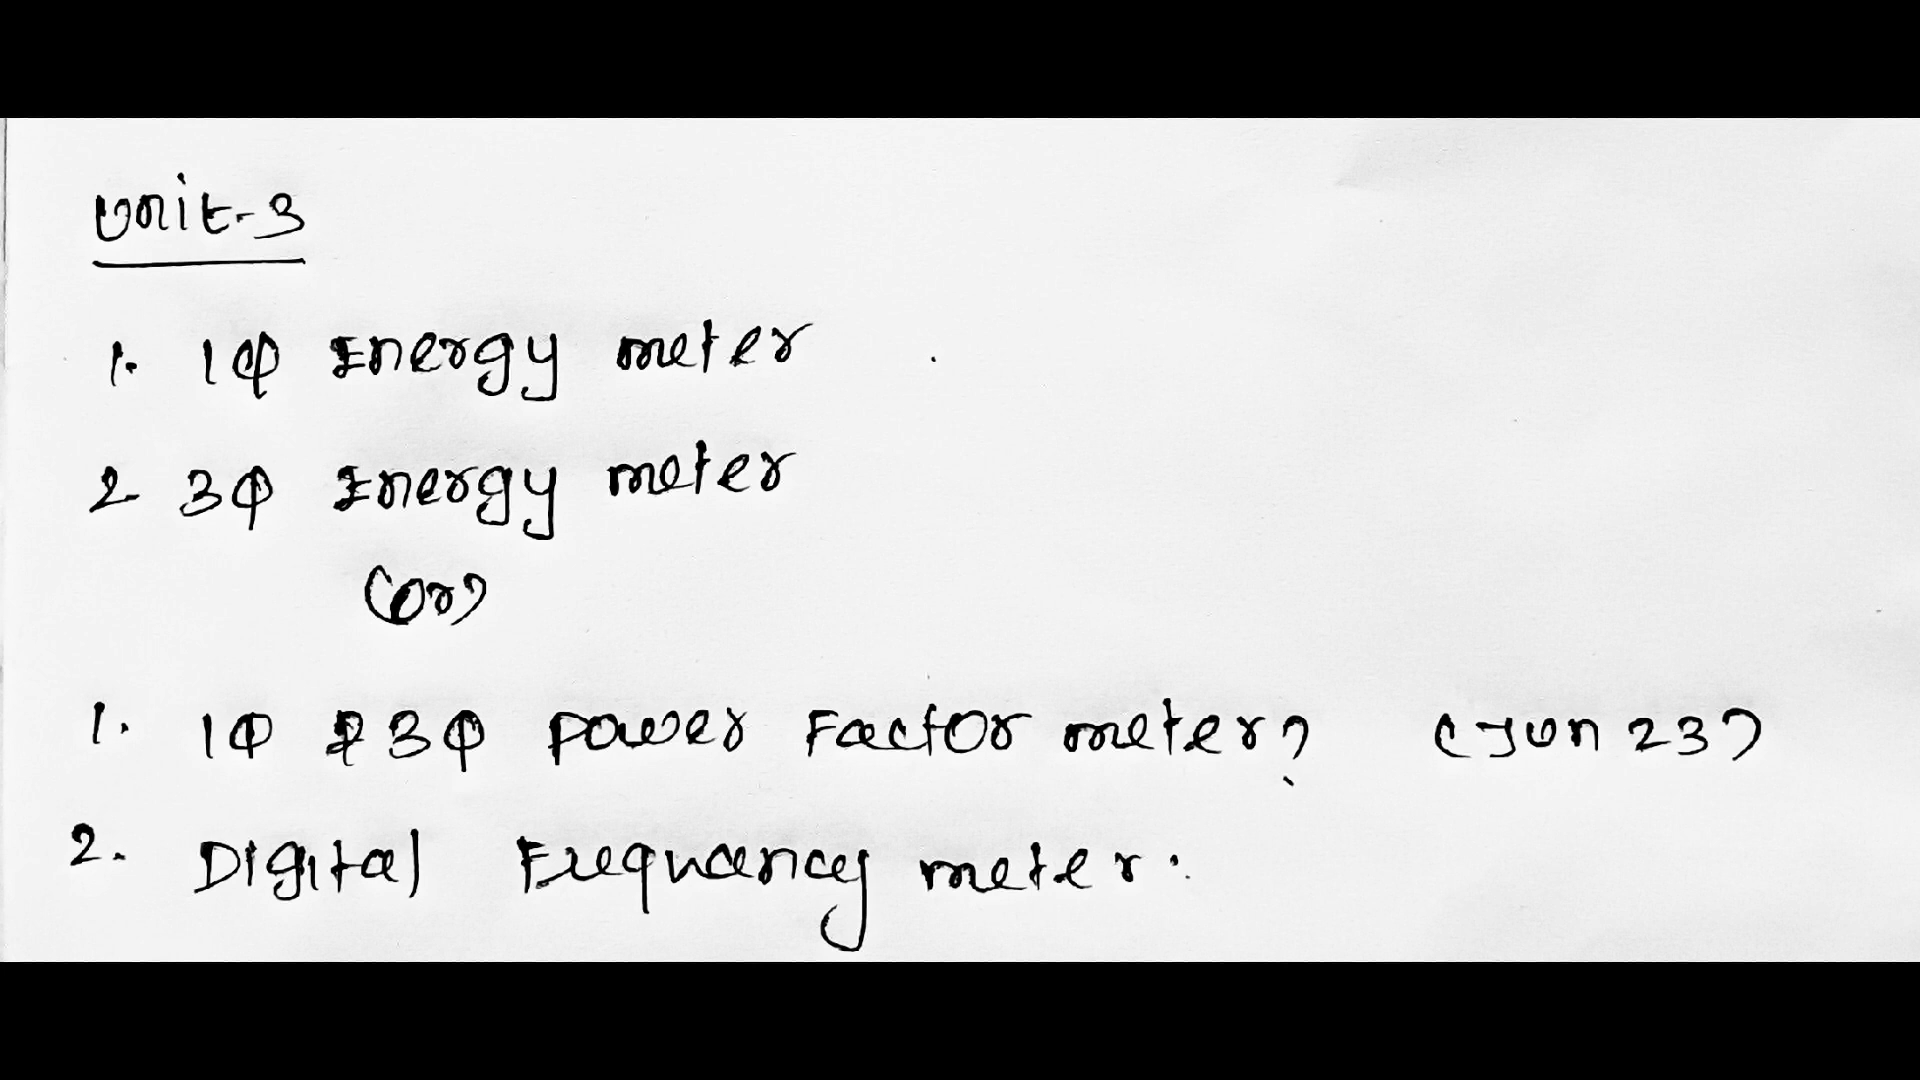 Unit-3
1. 1φ Energy meter
2 3φ Energy meter
(or)
1. 1φ & 3φ power Factor meter? (Jun 23)
2. Digital Frequency meter.